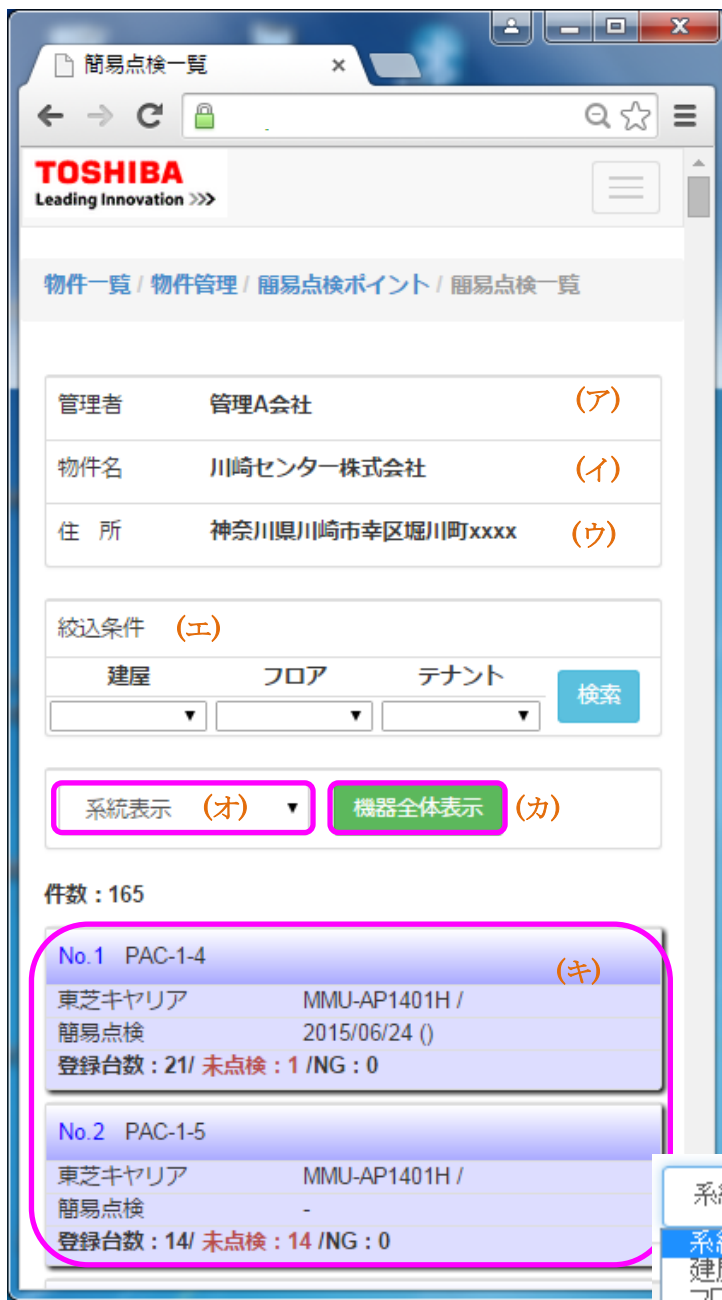 簡易点検一覧
TOSHIBA
Leading Innovation >>>
物件一覧 / 物件管理 / 簡易点検ポイント / 簡易点検一覧
管理者 管理A会社 (ア)
物件名 川崎センター株式会社 (イ)
住 所 神奈川県川崎市幸区堀川町xxxx (ウ)
絞込条件 (エ)
建屋 フロア テナント
検索
系統表示 (オ) 機器全体表示 (カ)
件数：165
No.1 PAC-1-4 (キ)
東芝キヤリア MMU-AP1401H /
簡易点検 2015/06/24 ()
登録台数：21/ 未点検：1 /NG：0
No.2 PAC-1-5
東芝キヤリア MMU-AP1401H /
簡易点検 -
登録台数：14/ 未点検：14 /NG：0